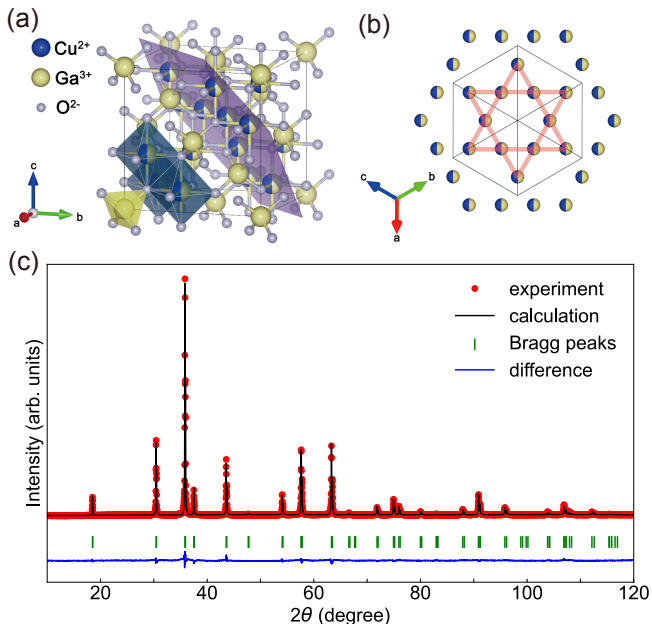 (a)
Cu²⁺
Ga³⁺
O²⁻
c
b
a
(b)
c
b
a
(c)
experiment
calculation
Bragg peaks
difference
Intensity (arb. units)
20 40 60 80 100 120
2θ (degree)